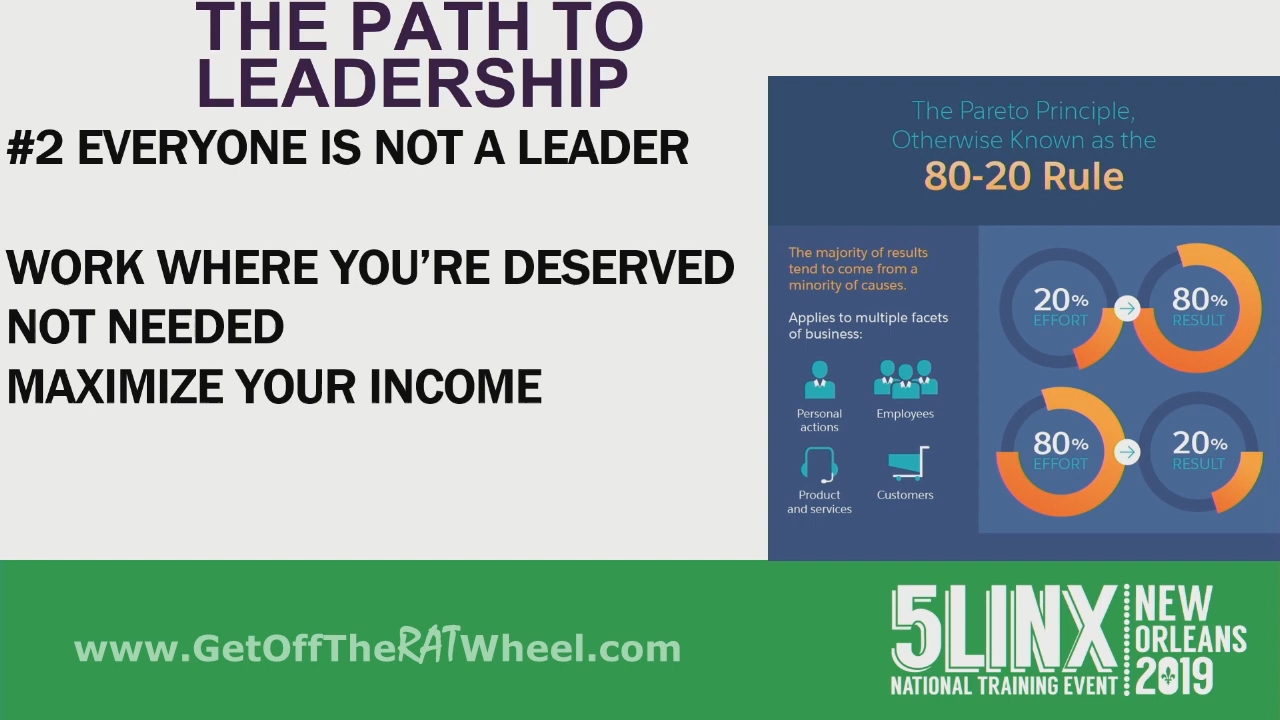 THE PATH TO
LEADERSHIP
#2 EVERYONE IS NOT A LEADER
WORK WHERE YOU'RE DESERVED
NOT NEEDED
MAXIMIZE YOUR INCOME
The Pareto Principle,
Otherwise Known as the
80-20 Rule
The majority of results
tend to come from a
minority of causes.
Applies to multiple facets
of business:
Personal
actions
Employees
Product
and services
Customers
20%
EFFORT
80%
RESULT
80%
EFFORT
20%
RESULT
www.GetOffTheRATWheel.com
5LINX
NATIONAL TRAINING EVENT
NEW
ORLEANS
2019